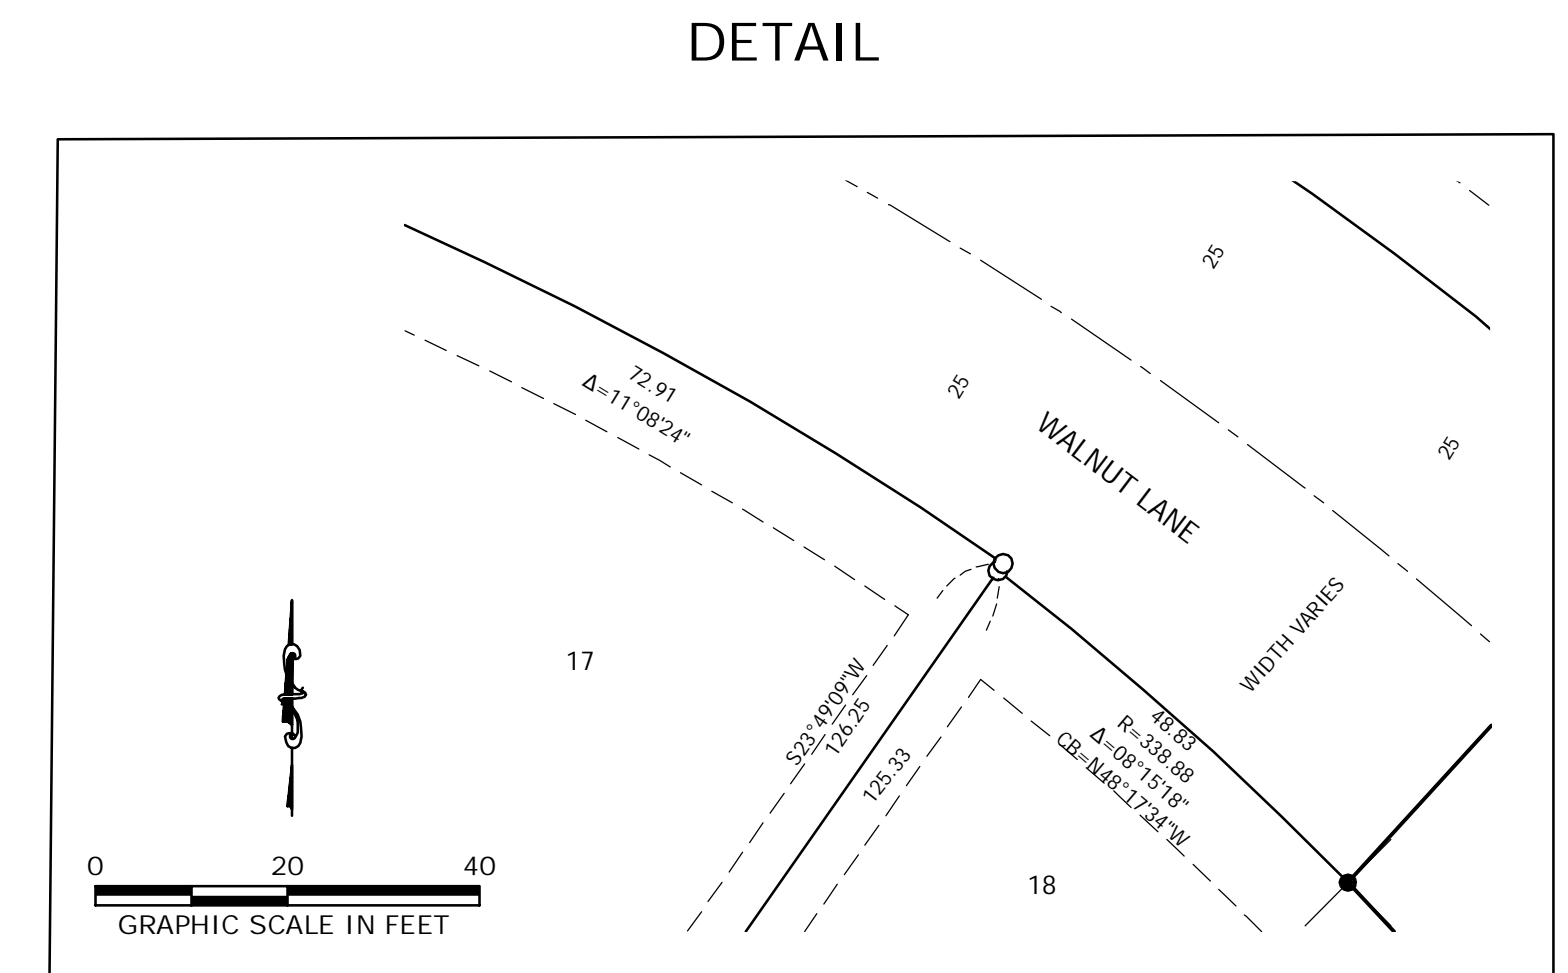 DETAIL
25
25
25
WALNUT LANE
WIDTH VARIES
72.91
Δ=11°08'24"
17
S23°49'09"W
126.25
125.33
48.83
R=338.88
Δ=08°15'18"
CB=N48°17'34"W
18
0 20 40
GRAPHIC SCALE IN FEET